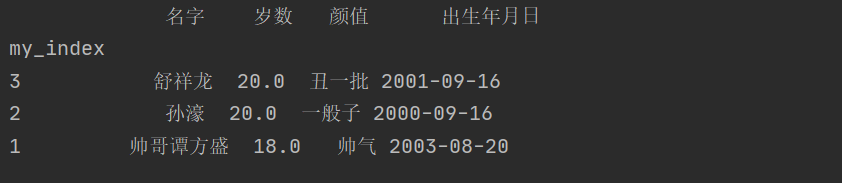 名字 岁数 颜值 出生年月日
my_index
3 舒祥龙 20.0 丑一批 2001-09-16
2 孙濠 20.0 一般子 2000-09-16
1 帅哥谭方盛 18.0 帅气 2003-08-20